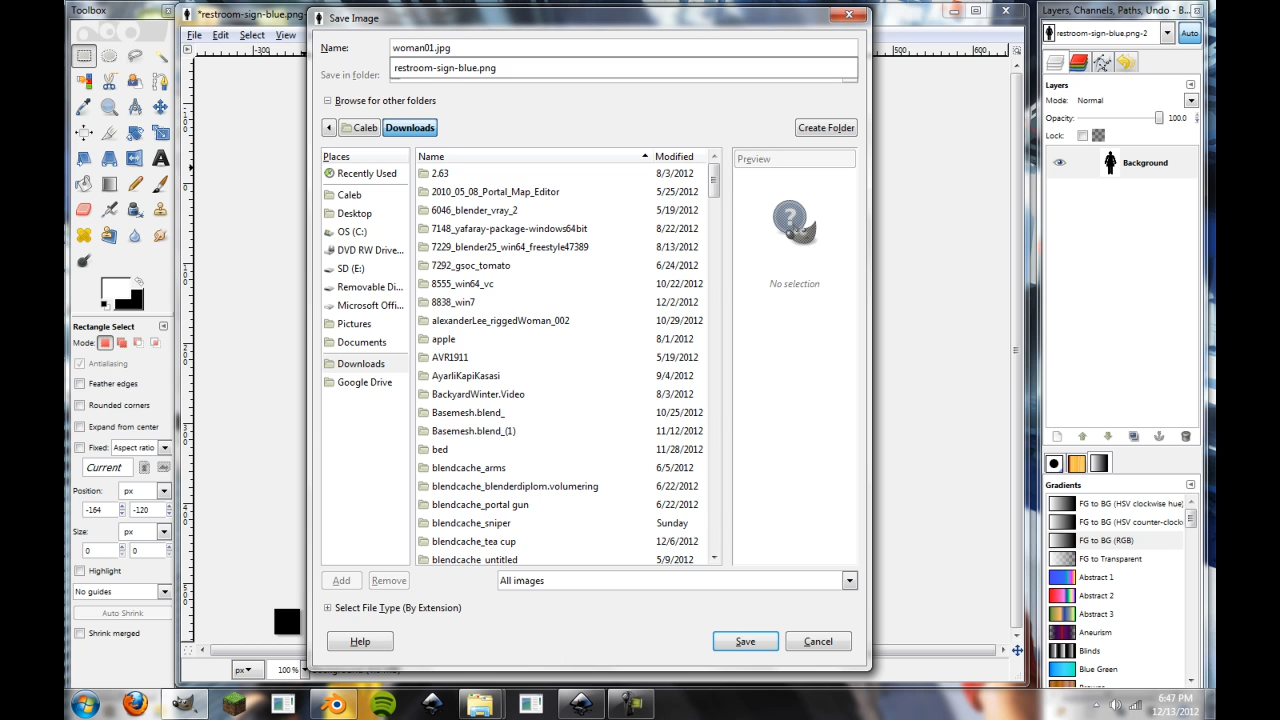 Toolbox
*restroom-sign-blue.png-
Save Image
Layers, Channels, Paths, Undo - B...
File Edit Select View
restroom-sign-blue.png-2
Auto
Name:
woman01.jpg
restroom-sign-blue.png
Save in folder:
Browse for other folders
Caleb
Downloads
Create Folder
Places
Recently Used
Caleb
Desktop
OS (C:)
DVD RW Drive...
SD (E:)
Removable Di...
Microsoft Offi...
Pictures
Documents
Downloads
Google Drive
Name Modified
2.63 8/3/2012
2010_05_08_Portal_Map_Editor 5/25/2012
6046_blender_vray_2 5/19/2012
7148_yafaray-package-windows64bit 8/22/2012
7229_blender25_win64_freestyle47389 8/13/2012
7292_gsoc_tomato 6/24/2012
8555_win64_vc 10/22/2012
8838_win7 12/2/2012
alexanderLee_riggedWoman_002 10/29/2012
apple 8/1/2012
AVR1911 5/19/2012
AyarliKapiKasasi 9/4/2012
BackyardWinter.Video 8/3/2012
Basemesh.blend_ 10/25/2012
Basemesh.blend_(1) 11/12/2012
bed 11/28/2012
blendcache_arms 6/5/2012
blendcache_blenderdiplom.volumering 6/22/2012
blendcache_portal gun 6/22/2012
blendcache_sniper Sunday
blendcache_tea cup 12/6/2012
blendcache_untitled 5/9/2012
Preview
No selection
Add
Remove
All images
Select File Type (By Extension)
Help
Save
Cancel
Layers
Mode: Normal
Opacity: 100.0
Lock:
Background
Gradients
FG to BG (HSV clockwise hue)
FG to BG (HSV counter-clock
FG to BG (RGB)
FG to Transparent
Abstract 1
Abstract 2
Abstract 3
Aneurism
Blinds
Blue Green
Rectangle Select
Mode:
Antialiasing
Feather edges
Rounded corners
Expand from center
Fixed: Aspect ratio
Current
Position: px
-164 -120
Size: px
0 0
Highlight
No guides
Auto Shrink
Shrink merged
px
100%
-300
500
600
6:47 PM
12/13/2012